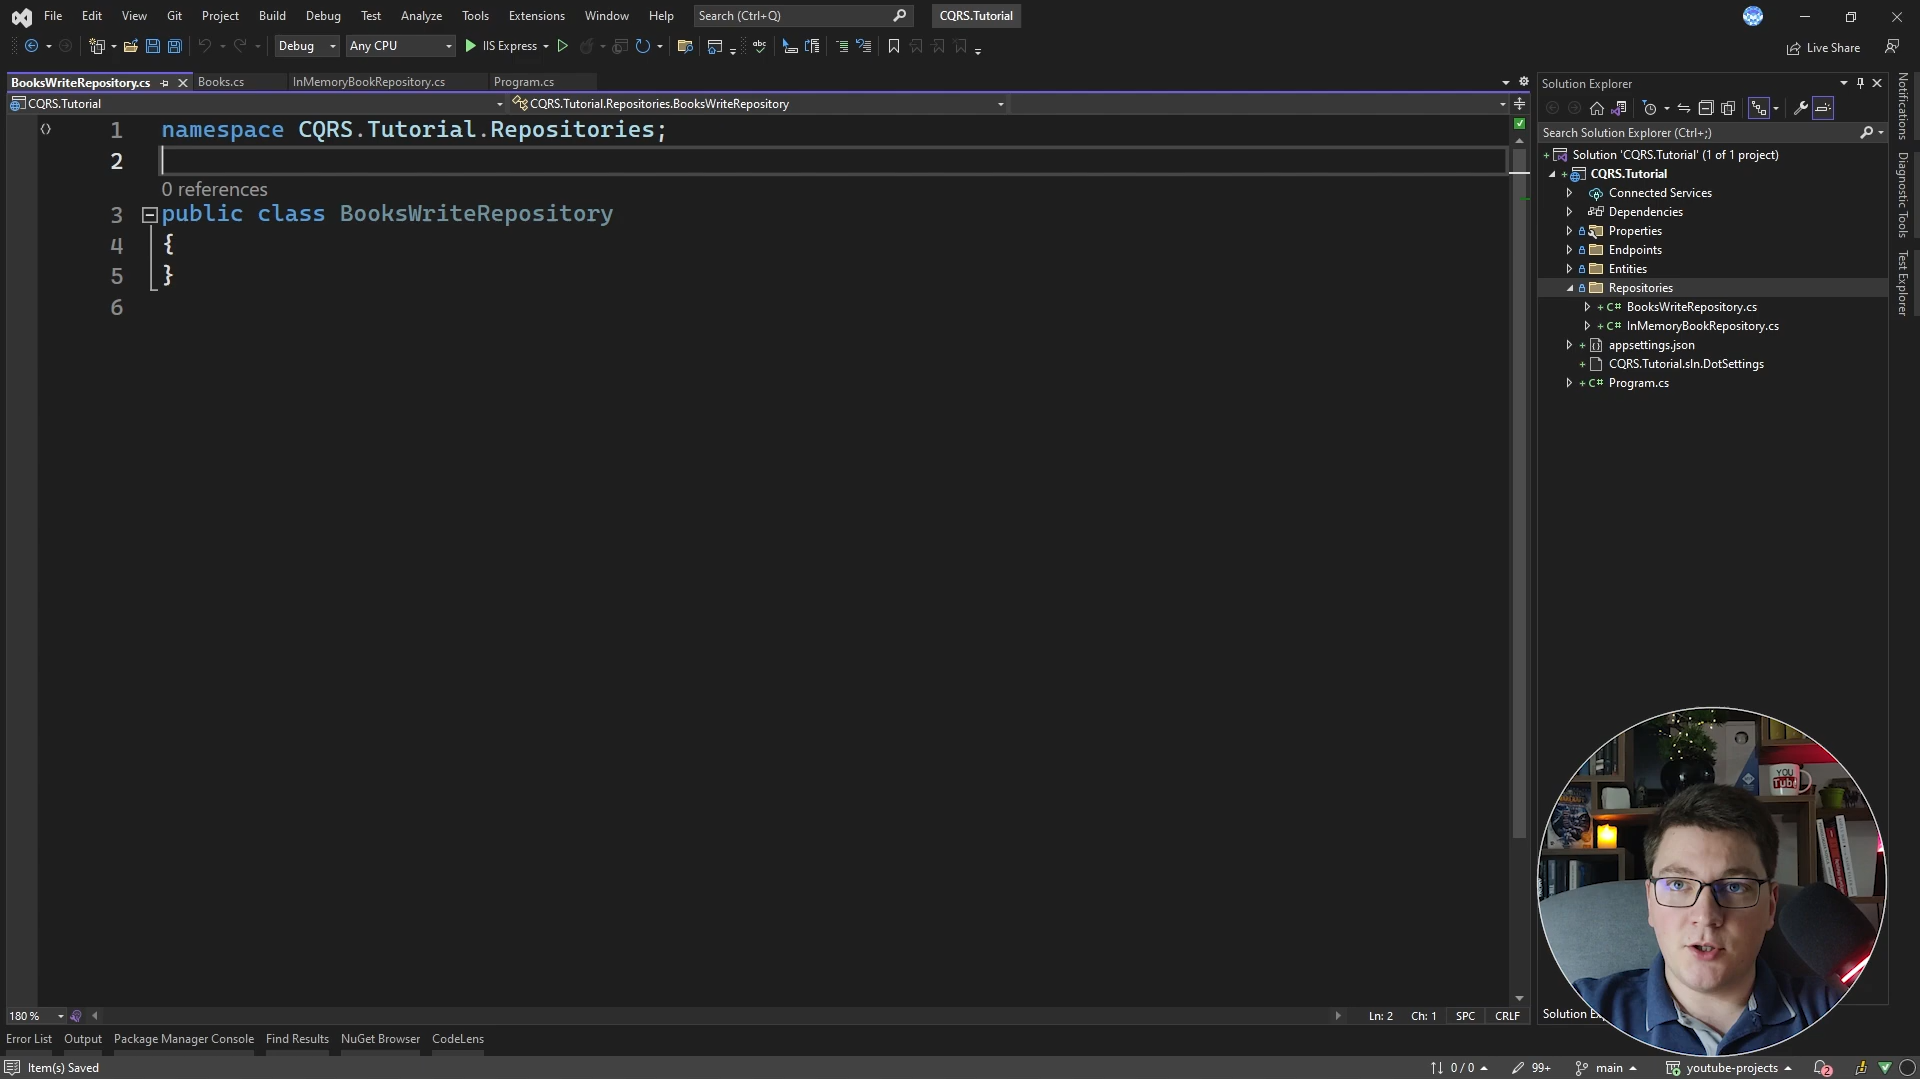 File Edit View Git Project Build Debug Test Analyze Tools Extensions Window Help Search (Ctrl+Q) CQRS.Tutorial
Debug Any CPU IIS Express Live Share
BooksWriteRepository.cs Books.cs InMemoryBookRepository.cs Program.cs
CQRS.Tutorial CQRS.Tutorial.Repositories.BooksWriteRepository
1 namespace CQRS.Tutorial.Repositories;
2
0 references
3 public class BooksWriteRepository
4 {
5 }
6
Solution Explorer
Search Solution Explorer (Ctrl+;)
Solution 'CQRS.Tutorial' (1 of 1 project)
CQRS.Tutorial
Connected Services
Dependencies
Properties
Endpoints
Entities
Repositories
C# BooksWriteRepository.cs
C# InMemoryBookRepository.cs
appsettings.json
CQRS.Tutorial.sln.DotSettings
C# Program.cs
Notifications
Diagnostic Tools
Test Explorer
YOU
Tube
180 % Ln: 2 Ch: 1 SPC CRLF
Solution
Error List Output Package Manager Console Find Results NuGet Browser CodeLens
Item(s) Saved 0 / 0 99+ main youtube-projects 2